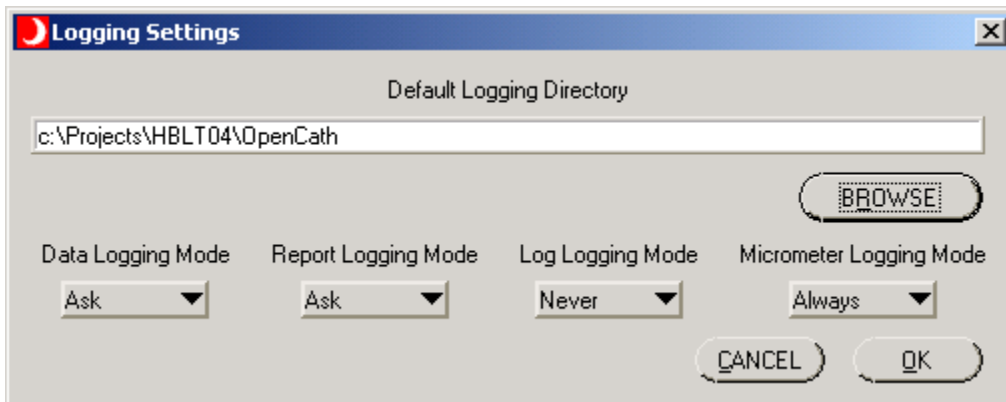 Logging Settings
Default Logging Directory
c:\Projects\HBLT04\OpenCath
BROWSE
Data Logging Mode Report Logging Mode Log Logging Mode Micrometer Logging Mode
Ask Ask Never Always
CANCEL OK